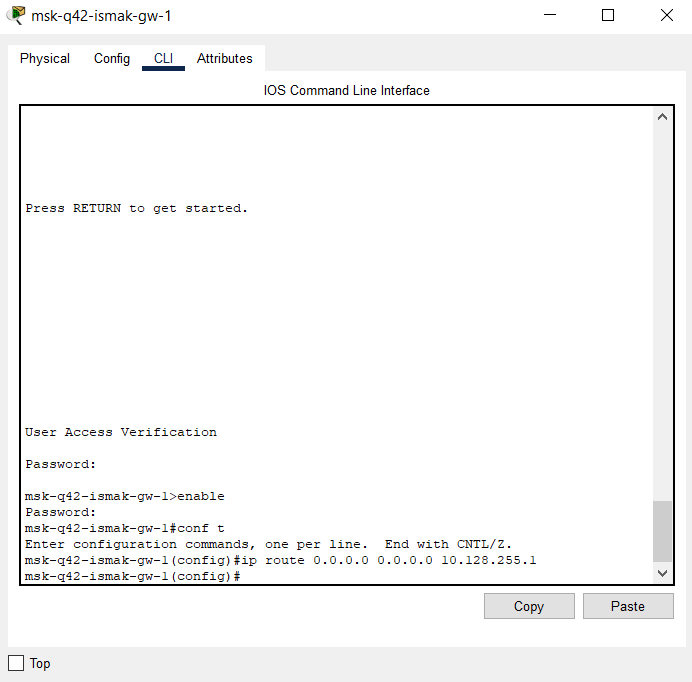 msk-q42-ismak-gw-1
Physical Config CLI Attributes
IOS Command Line Interface
Press RETURN to get started.
User Access Verification
Password:
msk-q42-ismak-gw-1>enable
Password:
msk-q42-ismak-gw-1#conf t
Enter configuration commands, one per line.  End with CNTL/Z.
msk-q42-ismak-gw-1(config)#ip route 0.0.0.0 0.0.0.0 10.128.255.1
msk-q42-ismak-gw-1(config)#
Copy Paste
Top